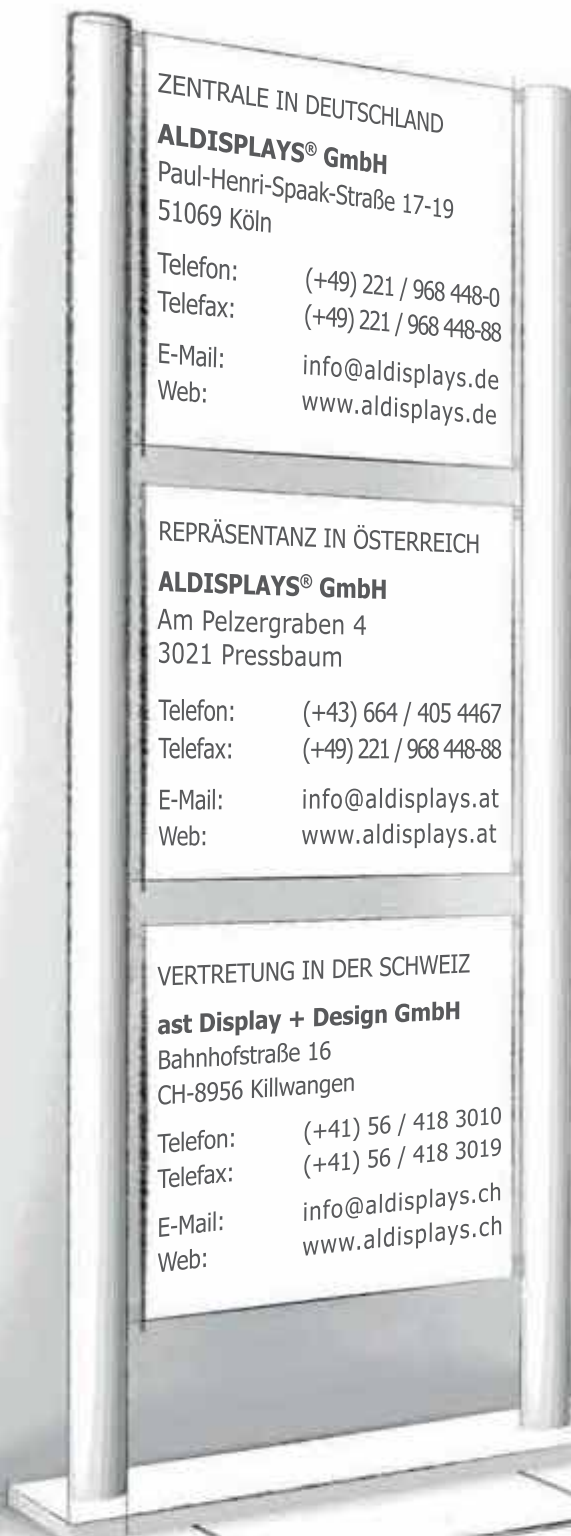 ZENTRALE IN DEUTSCHLAND
ALDISPLAYS® GmbH
Paul-Henri-Spaak-Straße 17-19
51069 Köln
Telefon: (+49) 221 / 968 448-0
Telefax: (+49) 221 / 968 448-88
E-Mail: info@aldisplays.de
Web: www.aldisplays.de
REPRÄSENTANZ IN ÖSTERREICH
ALDISPLAYS® GmbH
Am Pelzergraben 4
3021 Pressbaum
Telefon: (+43) 664 / 405 4467
Telefax: (+49) 221 / 968 448-88
E-Mail: info@aldisplays.at
Web: www.aldisplays.at
VERTRETUNG IN DER SCHWEIZ
ast Display + Design GmbH
Bahnhofstraße 16
CH-8956 Killwangen
Telefon: (+41) 56 / 418 3010
Telefax: (+41) 56 / 418 3019
E-Mail: info@aldisplays.ch
Web: www.aldisplays.ch